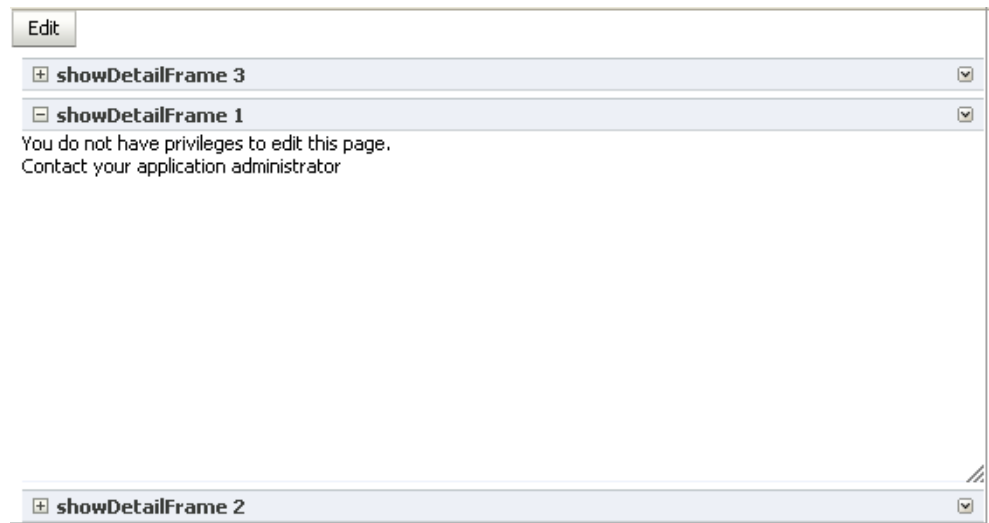 Edit
showDetailFrame 3
showDetailFrame 1
You do not have privileges to edit this page.
Contact your application administrator
showDetailFrame 2